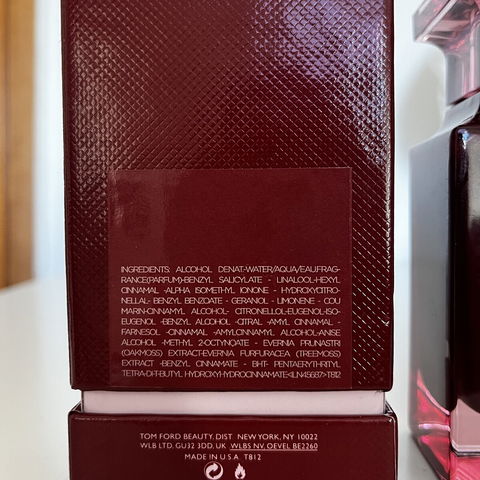 INGREDIENTS: ALCOHOL DENAT•WATER/AQUA/EAU•FRAG-
RANCE(PARFUM)•BENZYL SALICYLATE - LINALOOL•HEXYL
CINNAMAL -ALPHA ISOMETHYL IONONE - HYDROXYCITRO-
NELLAL- BENZYL BENZOATE - GERANIOL - LIMONENE - COU
MARIN•CINNAMYL ALCOHOL- CITRONELLOL•EUGENOL•ISO-
EUGENOL -BENZYL ALCOHOL -CITRAL -AMYL CINNAMAL -
FARNESOL -CINNAMAL -AMYLCINNAMYL ALCOHOL•ANISE
ALCOHOL -METHYL 2-OCTYNOATE - EVERNIA PRUNASTRI
(OAKMOSS) EXTRACT•EVERNIA FURFURACEA (TREEMOSS)
EXTRACT -BENZYL CINNAMATE - BHT- PENTAERYTHRITYL
TETRA-DI-T-BUTYL HYDROXYHYDROCINNAMATE<ILN45687>T812
TOM FORD BEAUTY, DIST. NEW YORK, NY 10022
WLB LTD, GU32 3DD, UK WLBS NV, OEVEL BE2260
MADE IN U.S.A. T812